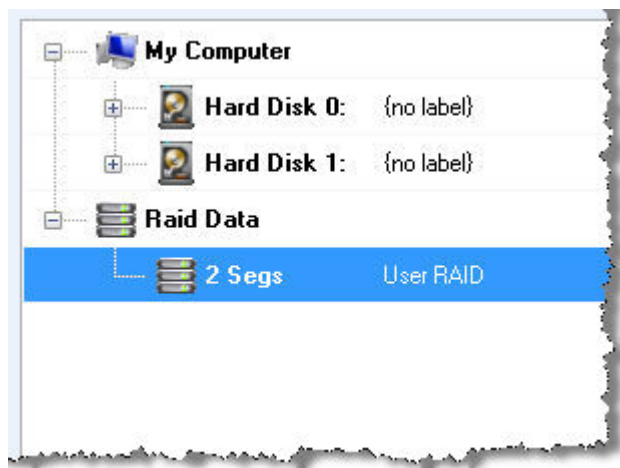 My Computer
Hard Disk 0: {no label}
Hard Disk 1: {no label}
Raid Data
2 Segs User RAID